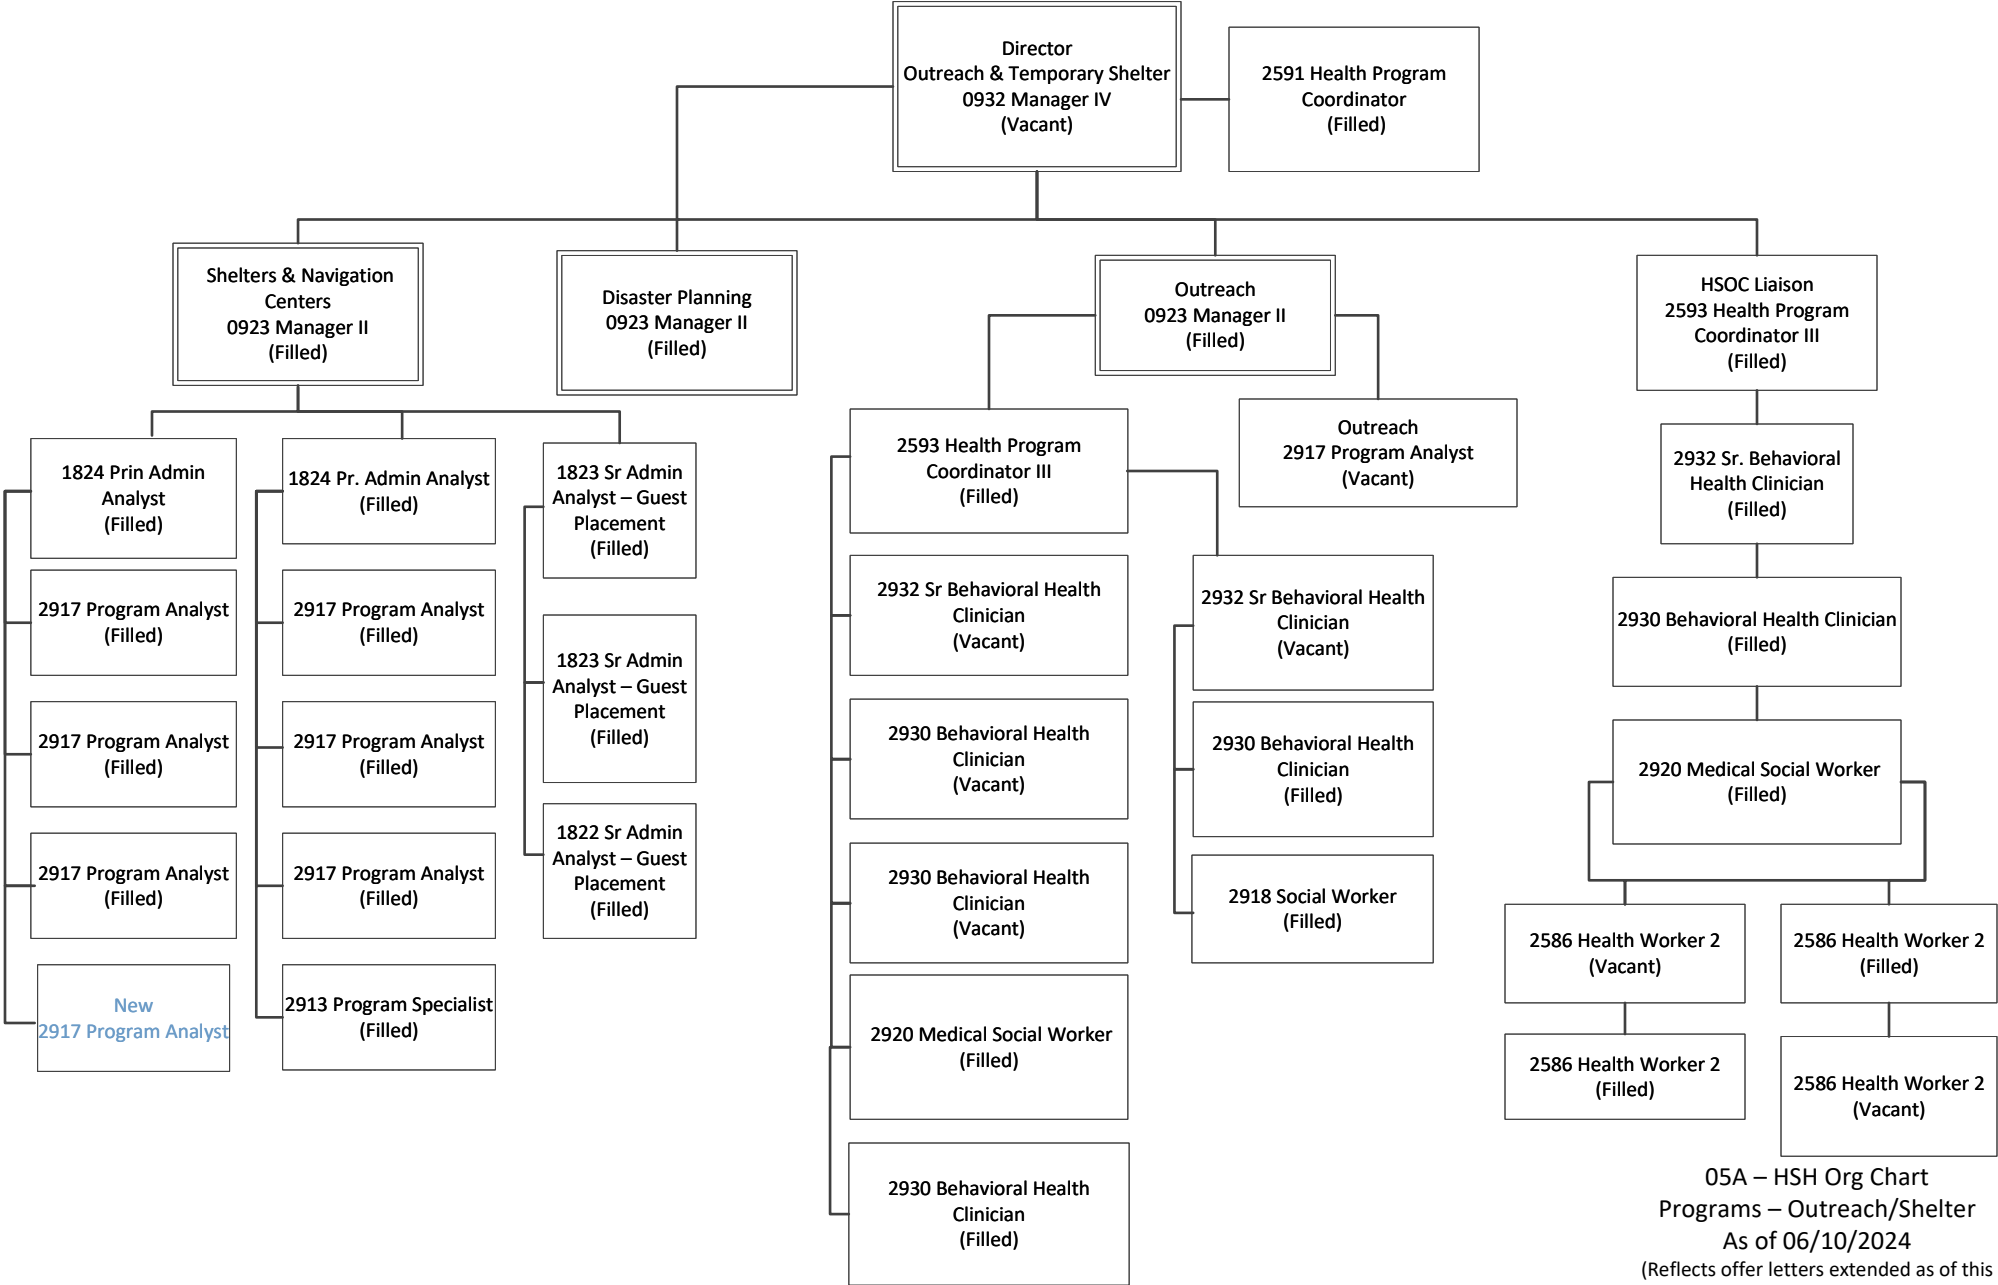 Director
Outreach & Temporary Shelter
0932 Manager IV
(Vacant)
2591 Health Program
Coordinator
(Filled)
Shelters & Navigation
Centers
0923 Manager II
(Filled)
Disaster Planning
0923 Manager II
(Filled)
Outreach
0923 Manager II
(Filled)
HSOC Liaison
2593 Health Program
Coordinator III
(Filled)
1824 Prin Admin
Analyst
(Filled)
2917 Program Analyst
(Filled)
2917 Program Analyst
(Filled)
2917 Program Analyst
(Filled)
New
2917 Program Analyst
1824 Pr. Admin Analyst
(Filled)
2917 Program Analyst
(Filled)
2917 Program Analyst
(Filled)
2917 Program Analyst
(Filled)
2913 Program Specialist
(Filled)
1823 Sr Admin
Analyst – Guest
Placement
(Filled)
1823 Sr Admin
Analyst – Guest
Placement
(Filled)
1822 Sr Admin
Analyst – Guest
Placement
(Filled)
2593 Health Program
Coordinator III
(Filled)
2932 Sr Behavioral Health
Clinician
(Vacant)
2930 Behavioral Health
Clinician
(Vacant)
2930 Behavioral Health
Clinician
(Vacant)
2920 Medical Social Worker
(Filled)
2930 Behavioral Health
Clinician
(Filled)
Outreach
2917 Program Analyst
(Vacant)
2932 Sr Behavioral Health
Clinician
(Vacant)
2930 Behavioral Health
Clinician
(Filled)
2918 Social Worker
(Filled)
2932 Sr. Behavioral
Health Clinician
(Filled)
2930 Behavioral Health Clinician
(Filled)
2920 Medical Social Worker
(Filled)
2586 Health Worker 2
(Vacant)
2586 Health Worker 2
(Filled)
2586 Health Worker 2
(Filled)
2586 Health Worker 2
(Vacant)
05A – HSH Org Chart
Programs – Outreach/Shelter
As of 06/10/2024
(Reflects offer letters extended as of this